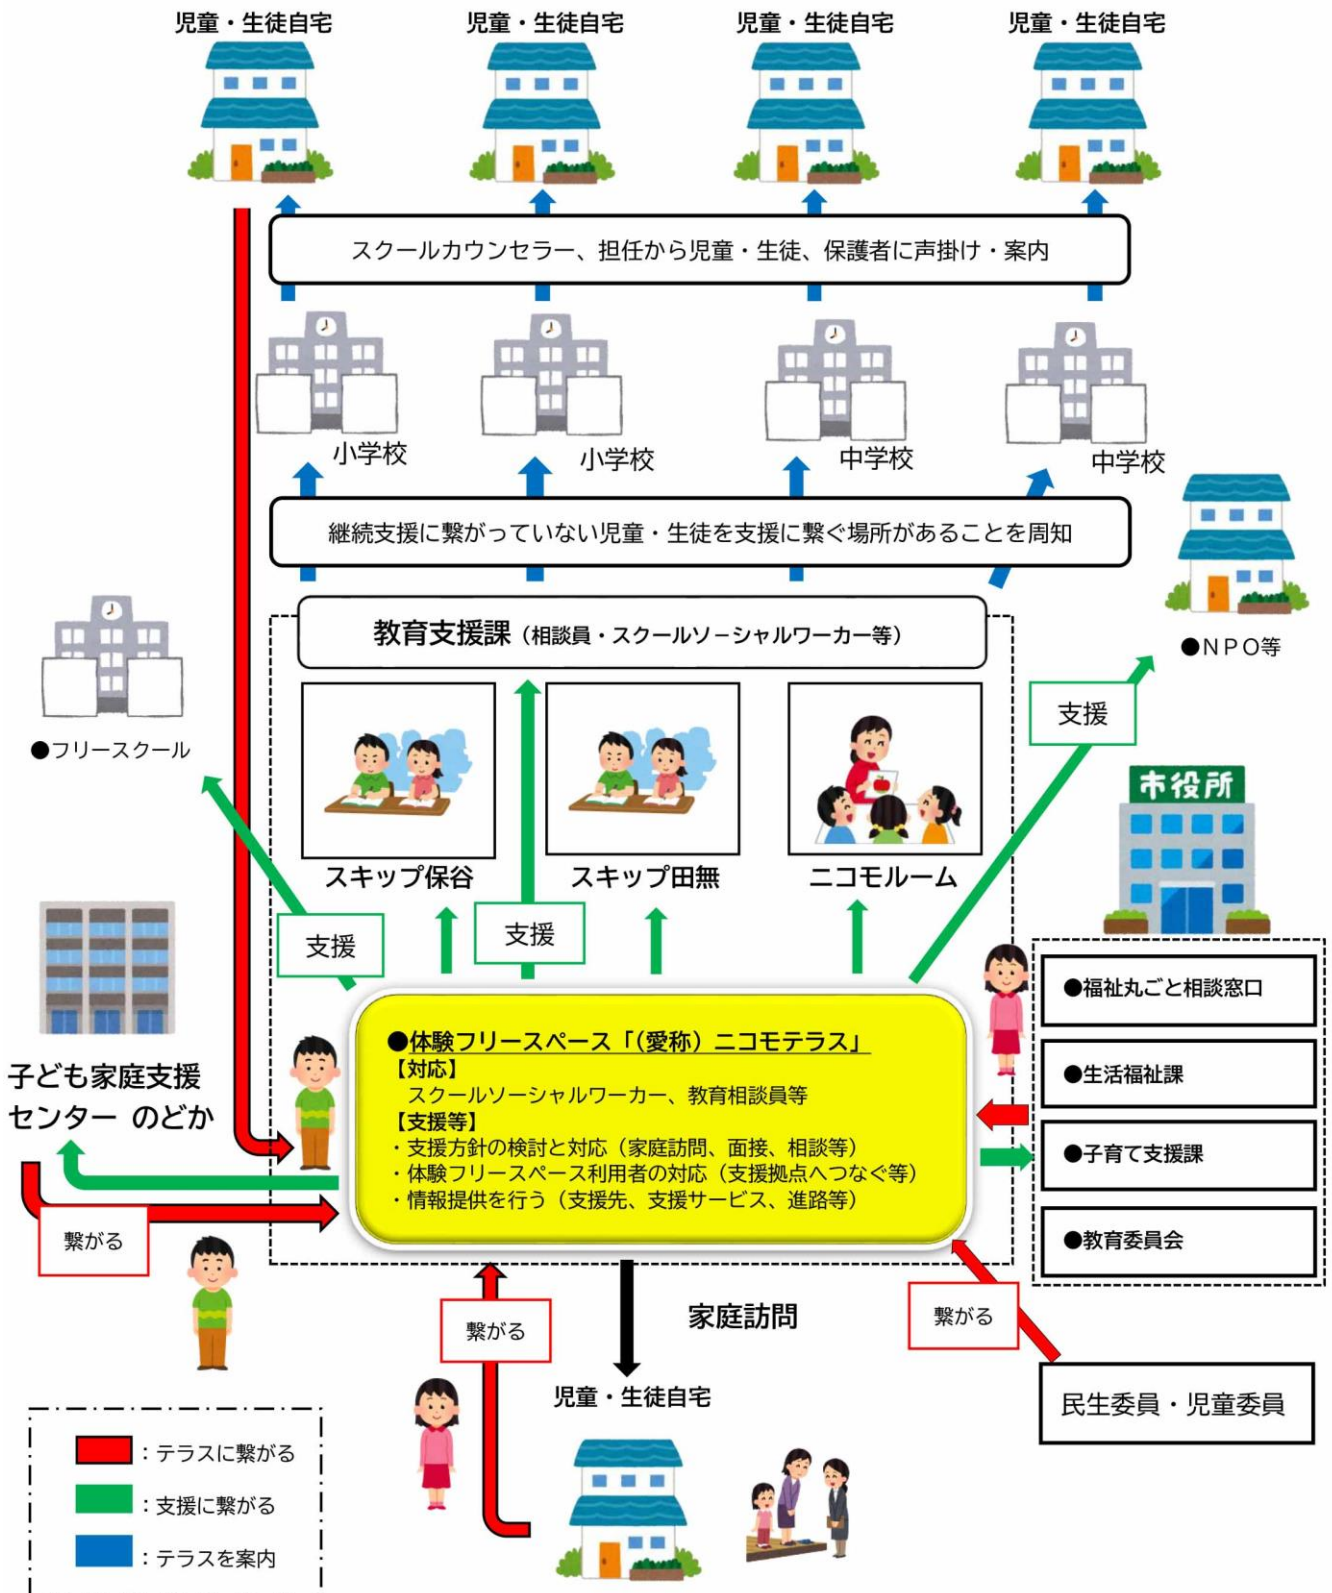 児童・生徒自宅
児童・生徒自宅
児童・生徒自宅
児童・生徒自宅
スクールカウンセラー、担任から児童・生徒、保護者に声掛け・案内
小学校
小学校
中学校
中学校
継続支援に繋がっていない児童・生徒を支援に繋ぐ場所があることを周知
教育支援課（相談員・スクールソーシャルワーカー等）
●フリースクール
●ＮＰＯ等
支援
市役所
スキップ保谷
スキップ田無
ニコモルーム
支援
支援
子ども家庭支援
センター のどか
●体験フリースペース「（愛称）ニコモテラス」
【対応】
スクールソーシャルワーカー、教育相談員等
【支援等】
・支援方針の検討と対応（家庭訪問、面接、相談等）
・体験フリースペース利用者の対応（支援拠点へつなぐ等）
・情報提供を行う（支援先、支援サービス、進路等）
●福祉丸ごと相談窓口
●生活福祉課
●子育て支援課
●教育委員会
繋がる
繋がる
家庭訪問
繋がる
児童・生徒自宅
民生委員・児童委員
：テラスに繋がる
：支援に繋がる
：テラスを案内